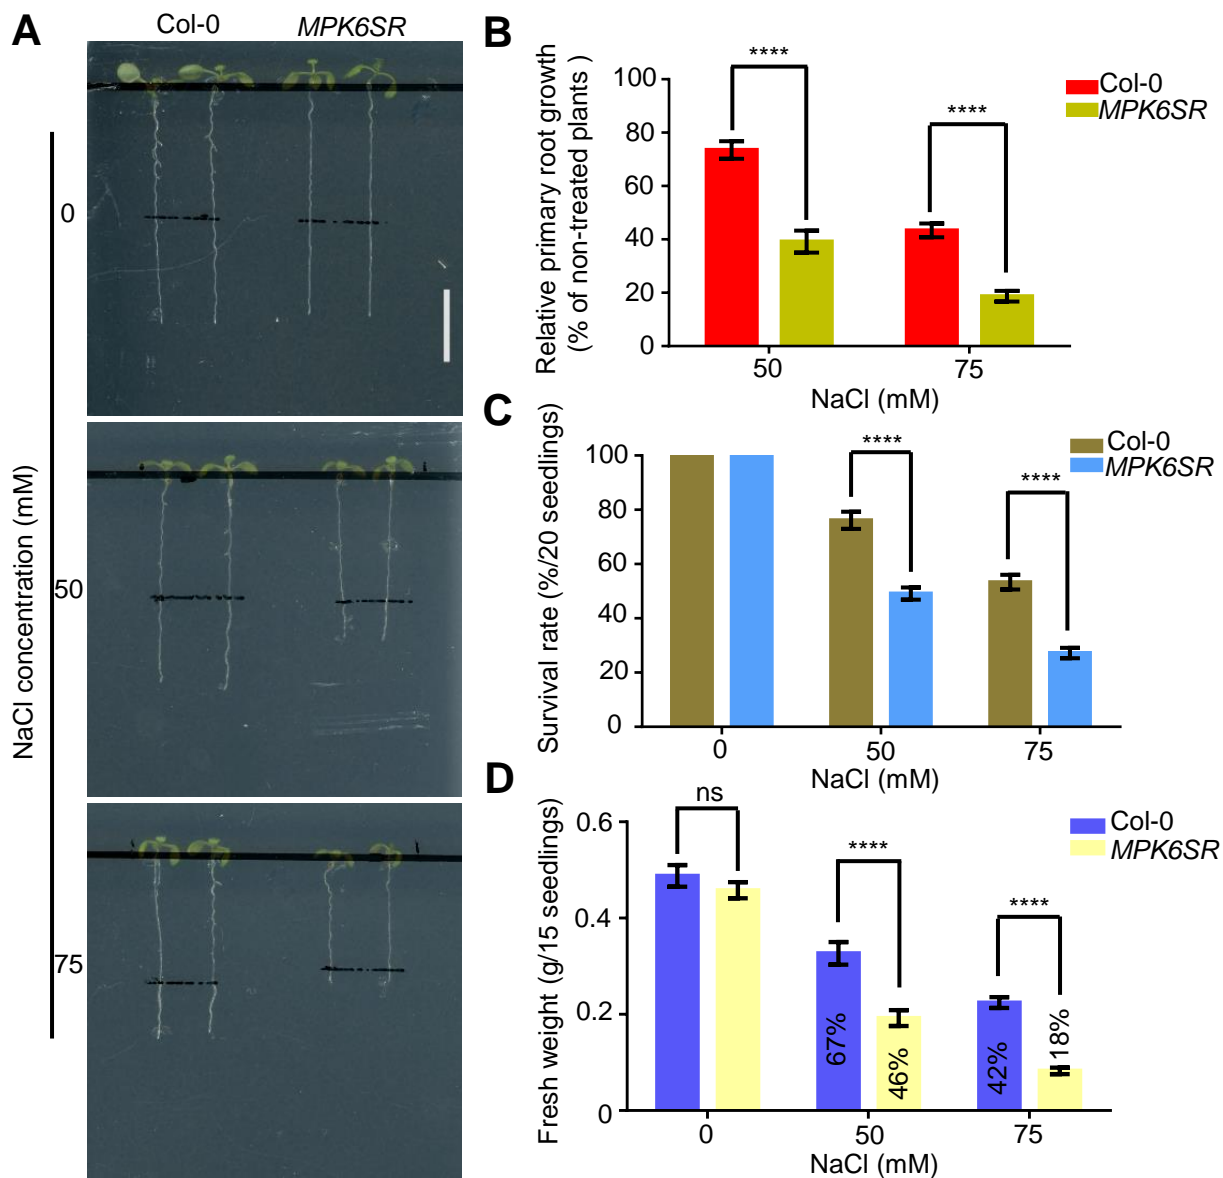 A
Col-0 MPK6SR
NaCl concentration (mM)
0
50
75
B
Relative primary root growth
(% of non-treated plants )
100
80
60
40
20
0
****
****
Col-0
MPK6SR
50 75
NaCl (mM)
C
Survival rate (%/20 seedlings)
100
80
60
40
20
0
****
****
Col-0
MPK6SR
0 50 75
NaCl (mM)
D
Fresh weight (g/15 seedlings)
0.6
0.4
0.2
0
ns
****
****
Col-0
MPK6SR
67%
46%
42%
18%
0 50 75
NaCl (mM)